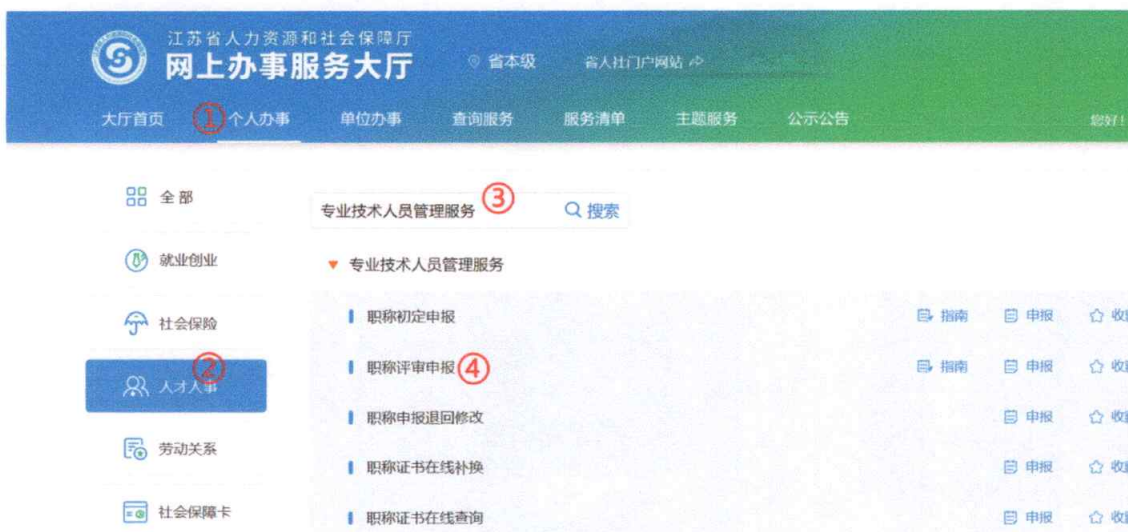 江苏省人力资源和社会保障厅
网上办事服务大厅
省本级
省人社门户网站
大厅首页 ① 个人办事 单位办事 查询服务 服务清单 主题服务 公示公告 您好！
全部
就业创业
社会保险
② 人才人事
劳动关系
社会保障卡
专业技术人员管理服务 ③ 搜索
专业技术人员管理服务
职称初定申报 指南 申报 收
职称评审申报 ④ 指南 申报 收
职称申报退回修改 申报 收
职称证书在线补换 申报 收
职称证书在线查询 申报 收